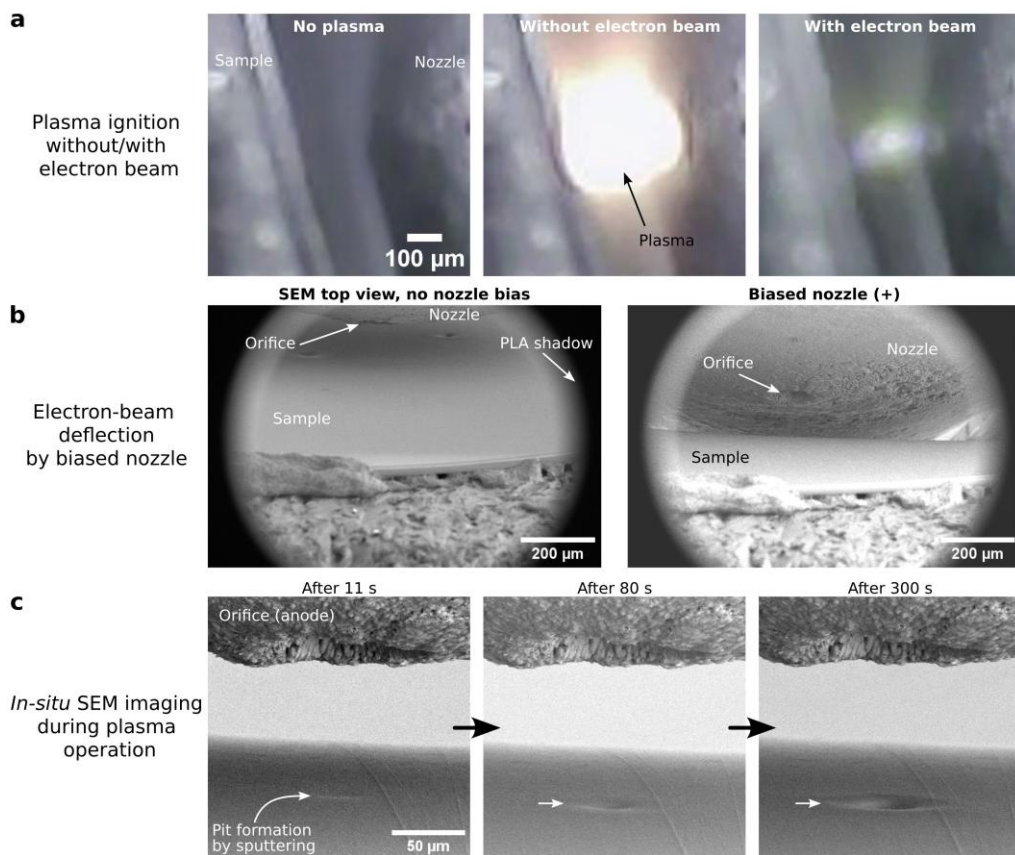 a
No plasma
Without electron beam
With electron beam
Sample
Nozzle
Plasma ignition
without/with
electron beam
Plasma
100 µm
SEM top view, no nozzle bias
Biased nozzle (+)
b
Nozzle
Orifice
PLA shadow
Nozzle
Orifice
Electron-beam
deflection
by biased nozzle
Sample
Sample
200 µm
200 µm
c
After 11 s
After 80 s
After 300 s
Orifice (anode)
In-situ SEM imaging
during plasma
operation
Pit formation
by sputtering
50 µm